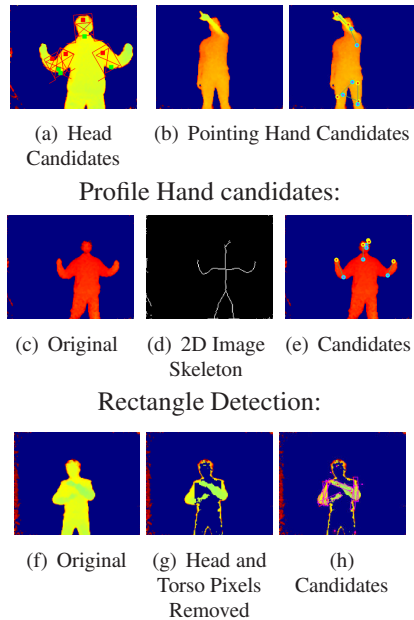 (a) Head
Candidates
(b) Pointing Hand Candidates
Profile Hand candidates:
(c) Original
(d) 2D Image
Skeleton
(e) Candidates
Rectangle Detection:
(f) Original
(g) Head and
Torso Pixels
Removed
(h)
Candidates